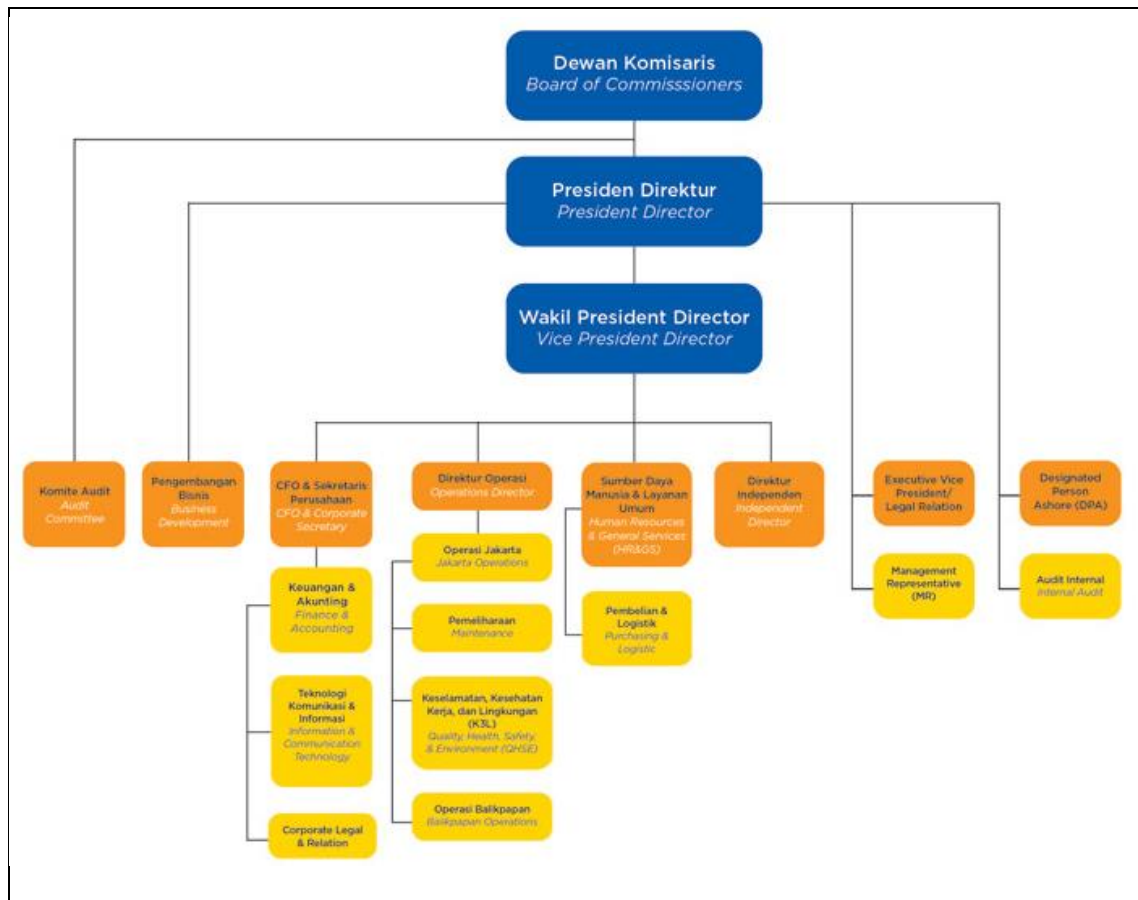 Dewan Komisaris
Board of Commisssioners
Presiden Direktur
President Director
Wakil President Director
Vice President Director
Komite Audit
Audit
Committee
Pengembangan
Bisnis
Business
Development
CFO & Sekretaris
Perusahaan
CFO & Corporate
Secretary
Direktur Operasi
Operations Director
Sumber Daya
Manusia & Layanan
Umum
Human Resources
& General Services
(HR&GS)
Direktur
Independen
Independent
Director
Executive Vice
President/
Legal Relation
Designated
Person
Ashore (DPA)
Keuangan &
Akunting
Finance &
Accounting
Teknologi
Komunikasi &
Informasi
Information &
Communication
Technology
Corporate Legal
& Relation
Operasi Jakarta
Jakarta Operations
Pemeliharaan
Maintenance
Keselamatan, Kesehatan
Kerja, dan Lingkungan
(K3L)
Quality, Health, Safety,
& Environment (QHSE)
Operasi Balikpapan
Balikpapan Operations
Pembelian &
Logistik
Purchasing &
Logistic
Management
Representative
(MR)
Audit Internal
Internal Audit